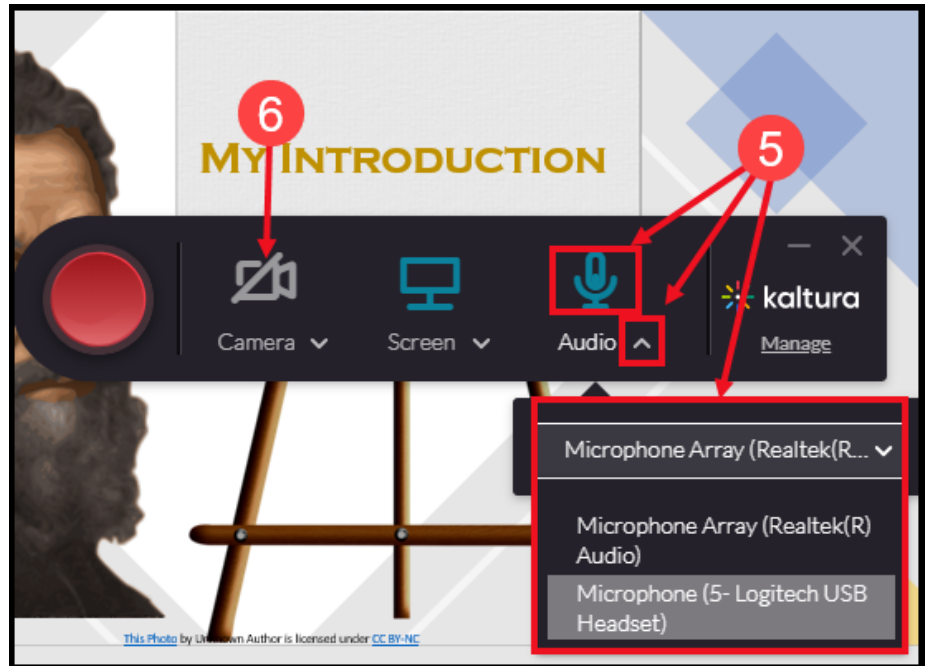 6
MY INTRODUCTION
5
Camera
Screen
Audio
kaltura
Manage
Microphone Array (Realtek(R...
Microphone Array (Realtek(R)
Audio)
Microphone (5- Logitech USB
Headset)
This Photo by Unknown Author is licensed under CC BY-NC